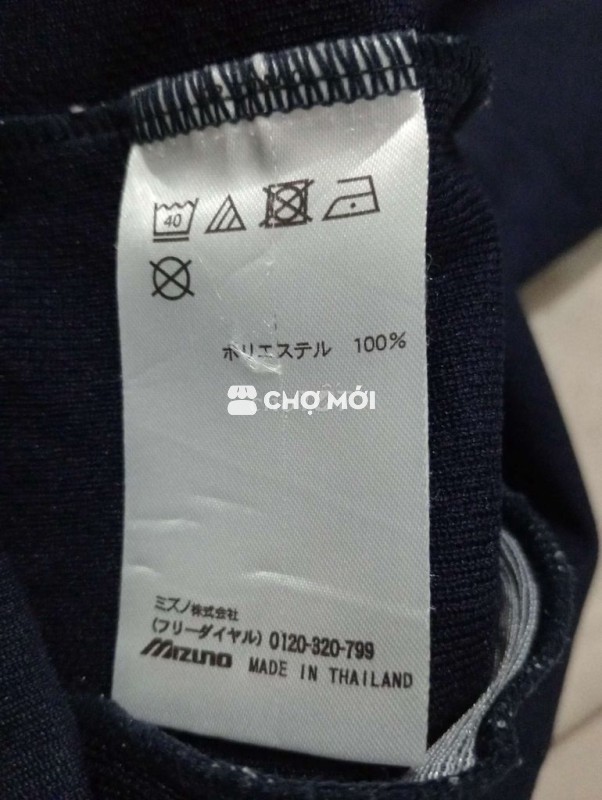 40
ポリエステル 100%
CHỢ MỚI
ミズノ株式会社
(フリーダイヤル) 0120-320-799
MIZUNO MADE IN THAILAND